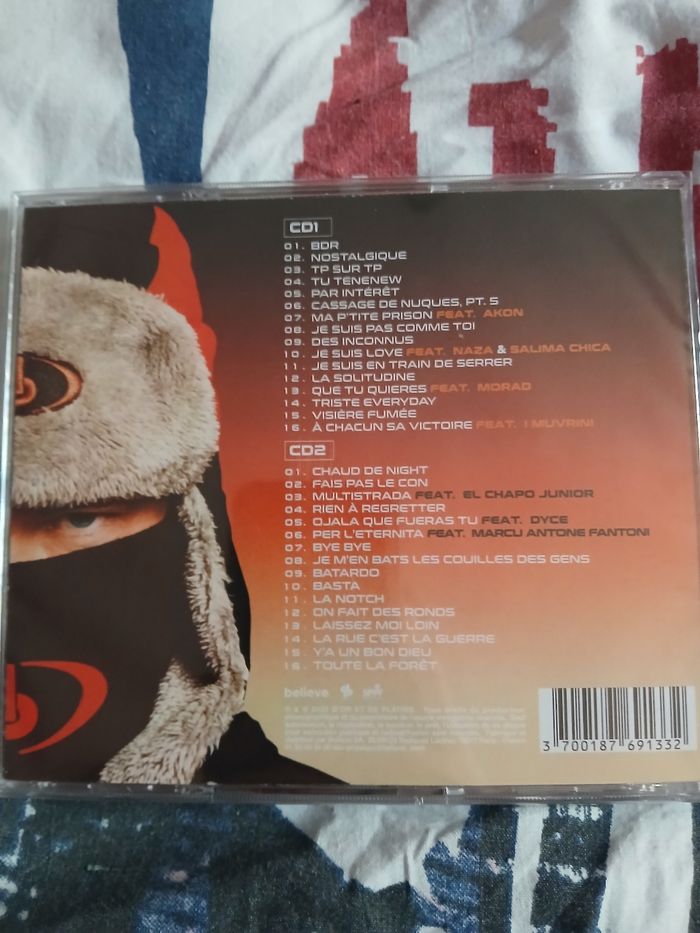 CD1
01. BDR
02. NOSTALGIQUE
03. TP SUR TP
04. TU TENENEW
05. PAR INTÉRÊT
06. CASSAGE DE NUQUES, PT. 5
07. MA P'TITE PRISON FEAT. AKON
08. JE SUIS PAS COMME TOI
09. DES INCONNUS
10. JE SUIS LOVE FEAT. NAZA & SALIMA CHICA
11. JE SUIS EN TRAIN DE SERRER
12. LA SOLITUDINE
13. QUE TU QUIERES FEAT. MORAD
14. TRISTE EVERYDAY
15. VISIÈRE FUMÉE
16. À CHACUN SA VICTOIRE FEAT. I MUVRINI
CD2
01. CHAUD DE NIGHT
02. FAIS PAS LE CON
03. MULTISTRADA FEAT. EL CHAPO JUNIOR
04. RIEN À REGRETTER
05. OJALA QUE FUERAS TU FEAT. DYCE
06. PER L'ETERNITA FEAT. MARCU ANTONE FANTONI
07. BYE BYE
08. JE M'EN BATS LES COUILLES DES GENS
09. BATARDO
10. BASTA
11. LA NOTCH
12. ON FAIT DES RONDS
13. LAISSEZ MOI LOIN
14. LA RUE C'EST LA GUERRE
15. Y'A UN BON DIEU
16. TOUTE LA FORÊT
believe
D'OR ET DE PLATINE
3 700187 691332